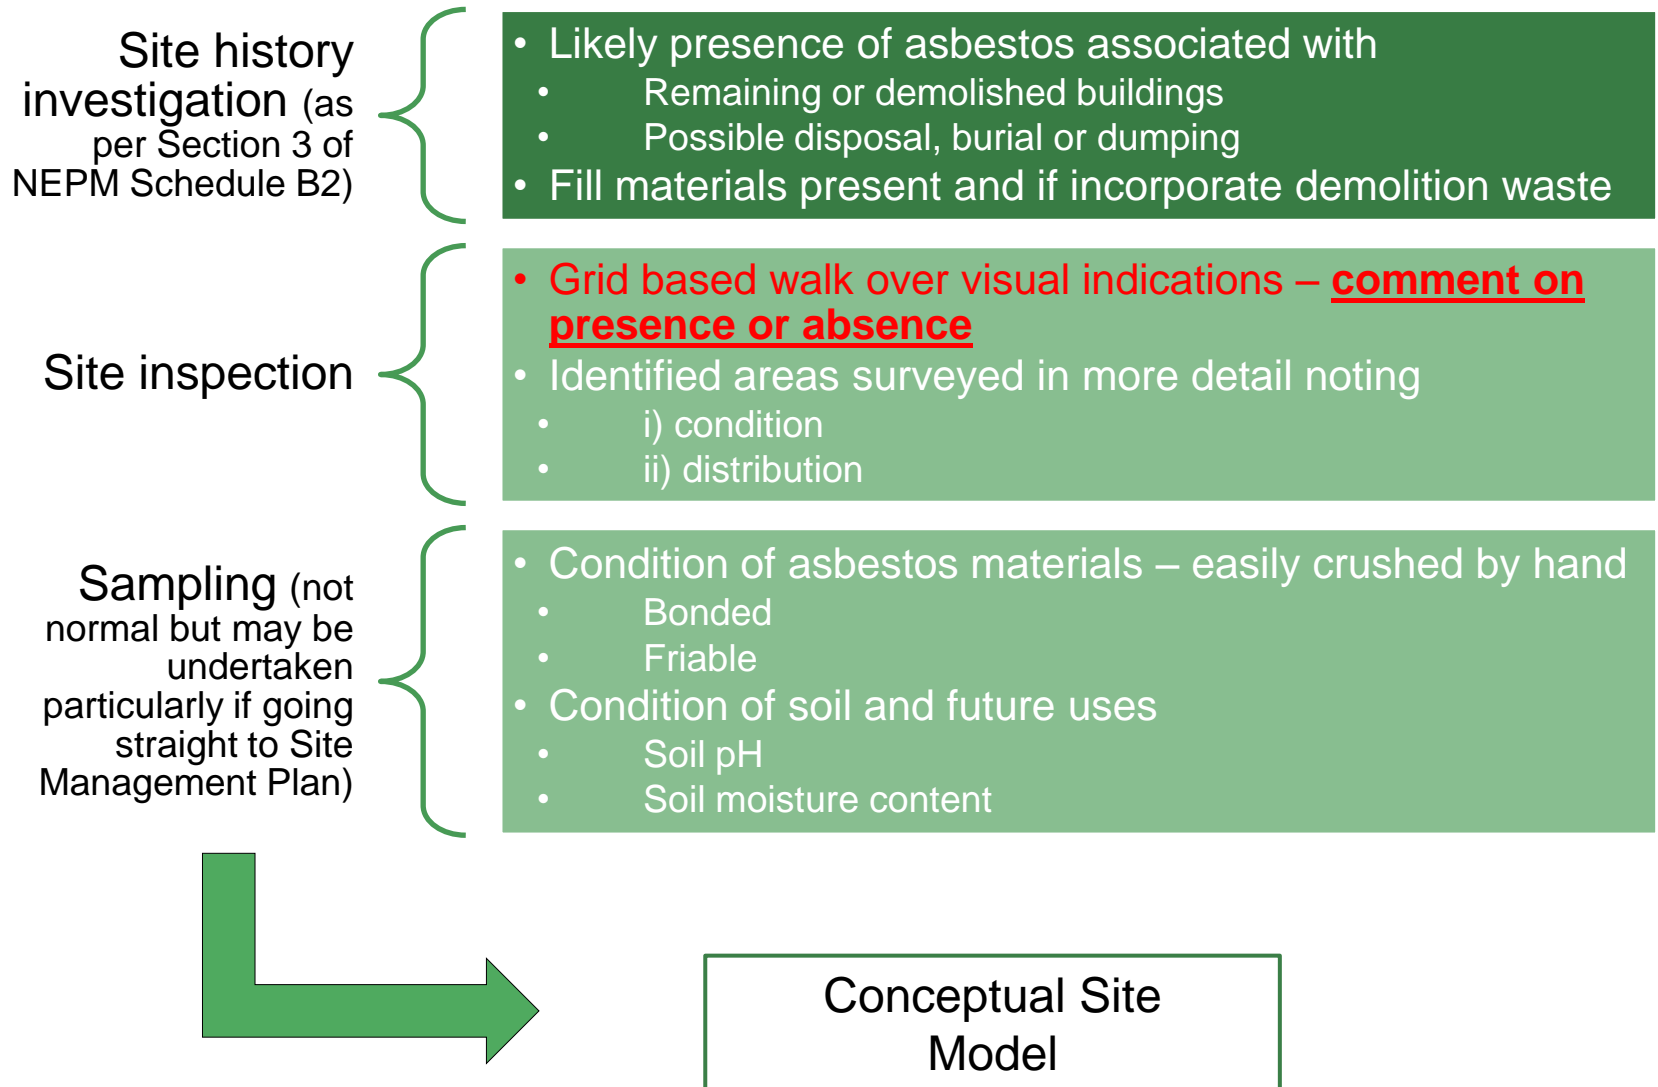 Site history
investigation (as
per Section 3 of
NEPM Schedule B2)
• Likely presence of asbestos associated with
• Remaining or demolished buildings
• Possible disposal, burial or dumping
• Fill materials present and if incorporate demolition waste
Site inspection
• Grid based walk over visual indications – comment on
presence or absence
• Identified areas surveyed in more detail noting
• i) condition
• ii) distribution
Sampling (not
normal but may be
undertaken
particularly if going
straight to Site
Management Plan)
• Condition of asbestos materials – easily crushed by hand
• Bonded
• Friable
• Condition of soil and future uses
• Soil pH
• Soil moisture content
Conceptual Site
Model